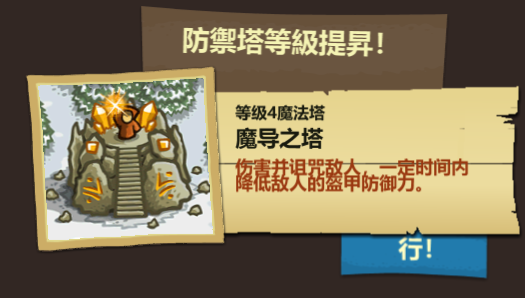 防禦塔等級提昇！
等级4魔法塔
魔导之塔
伤害并诅咒敌人，一定时间内
降低敌人的盔甲防御力。
行！